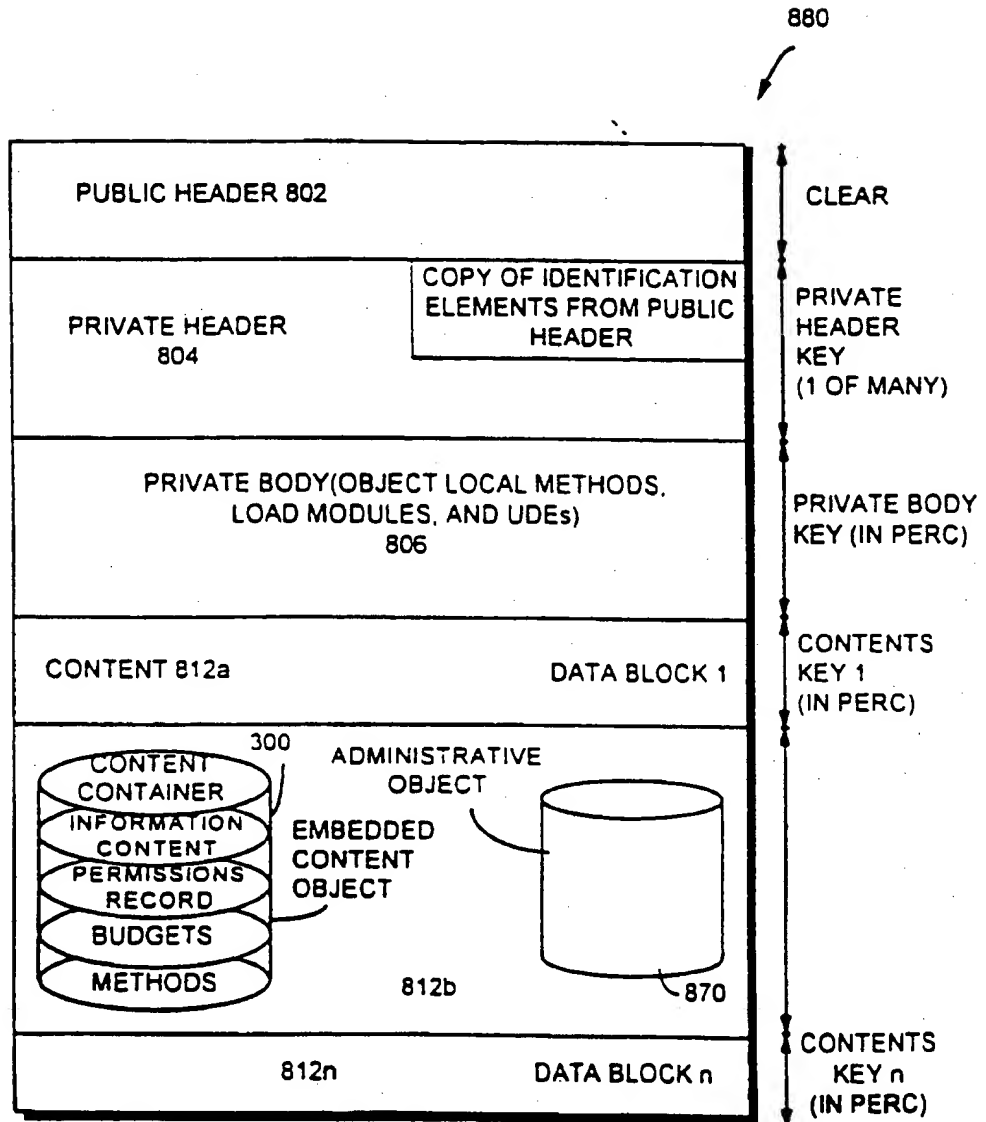 880
PUBLIC HEADER 802
CLEAR
COPY OF IDENTIFICATION
ELEMENTS FROM PUBLIC
HEADER
PRIVATE HEADER
804
PRIVATE
HEADER
KEY
(1 OF MANY)
PRIVATE BODY(OBJECT LOCAL METHODS,
LOAD MODULES, AND UDEs)
806
PRIVATE BODY
KEY (IN PERC)
CONTENT 812a
DATA BLOCK 1
CONTENTS
KEY 1
(IN PERC)
300
CONTENT
CONTAINER
INFORMATION
CONTENT
PERMISSIONS
RECORD
BUDGETS
METHODS
EMBEDDED
CONTENT
OBJECT
ADMINISTRATIVE
OBJECT
812b
870
812n
DATA BLOCK n
CONTENTS
KEY n
(IN PERC)